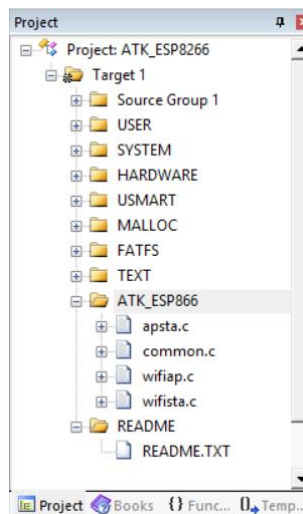 Project
Project: ATK_ESP8266
Target 1
Source Group 1
USER
SYSTEM
HARDWARE
USMART
MALLOC
FATFS
TEXT
ATK_ESP866
apsta.c
common.c
wifiap.c
wifista.c
README
README.TXT
Project Books {} Func... 0 Temp...